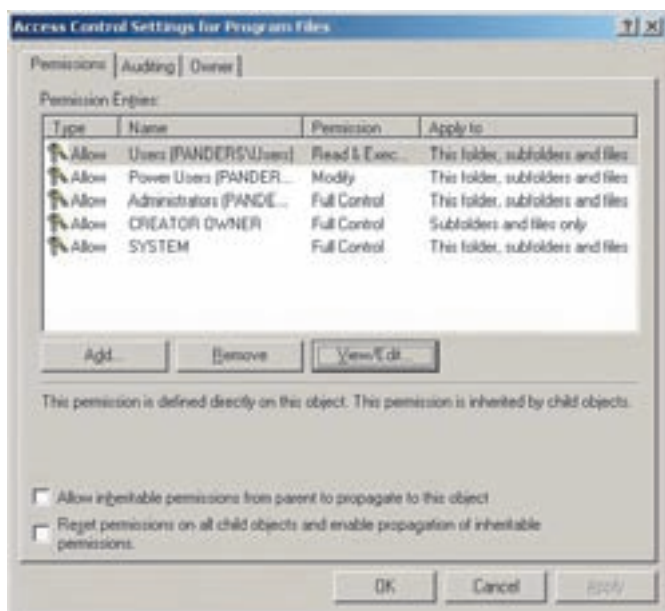 Access Control Settings for Program Files
Permissions Auditing Owner
Permission Entries:
Type Name Permission Apply to
Allow Users (PANDERS\Users) Read & Exec... This folder, subfolders and files
Allow Power Users (PANDER... Modify This folder, subfolders and files
Allow Administrators (PANDE... Full Control This folder, subfolders and files
Allow CREATOR OWNER Full Control Subfolders and files only
Allow SYSTEM Full Control This folder, subfolders and files
Add... Remove View/Edit...
This permission is defined directly on this object. This permission is inherited by child objects.
Allow inheritable permissions from parent to propagate to this object
Reset permissions on all child objects and enable propagation of inheritable
permissions.
OK Cancel Apply